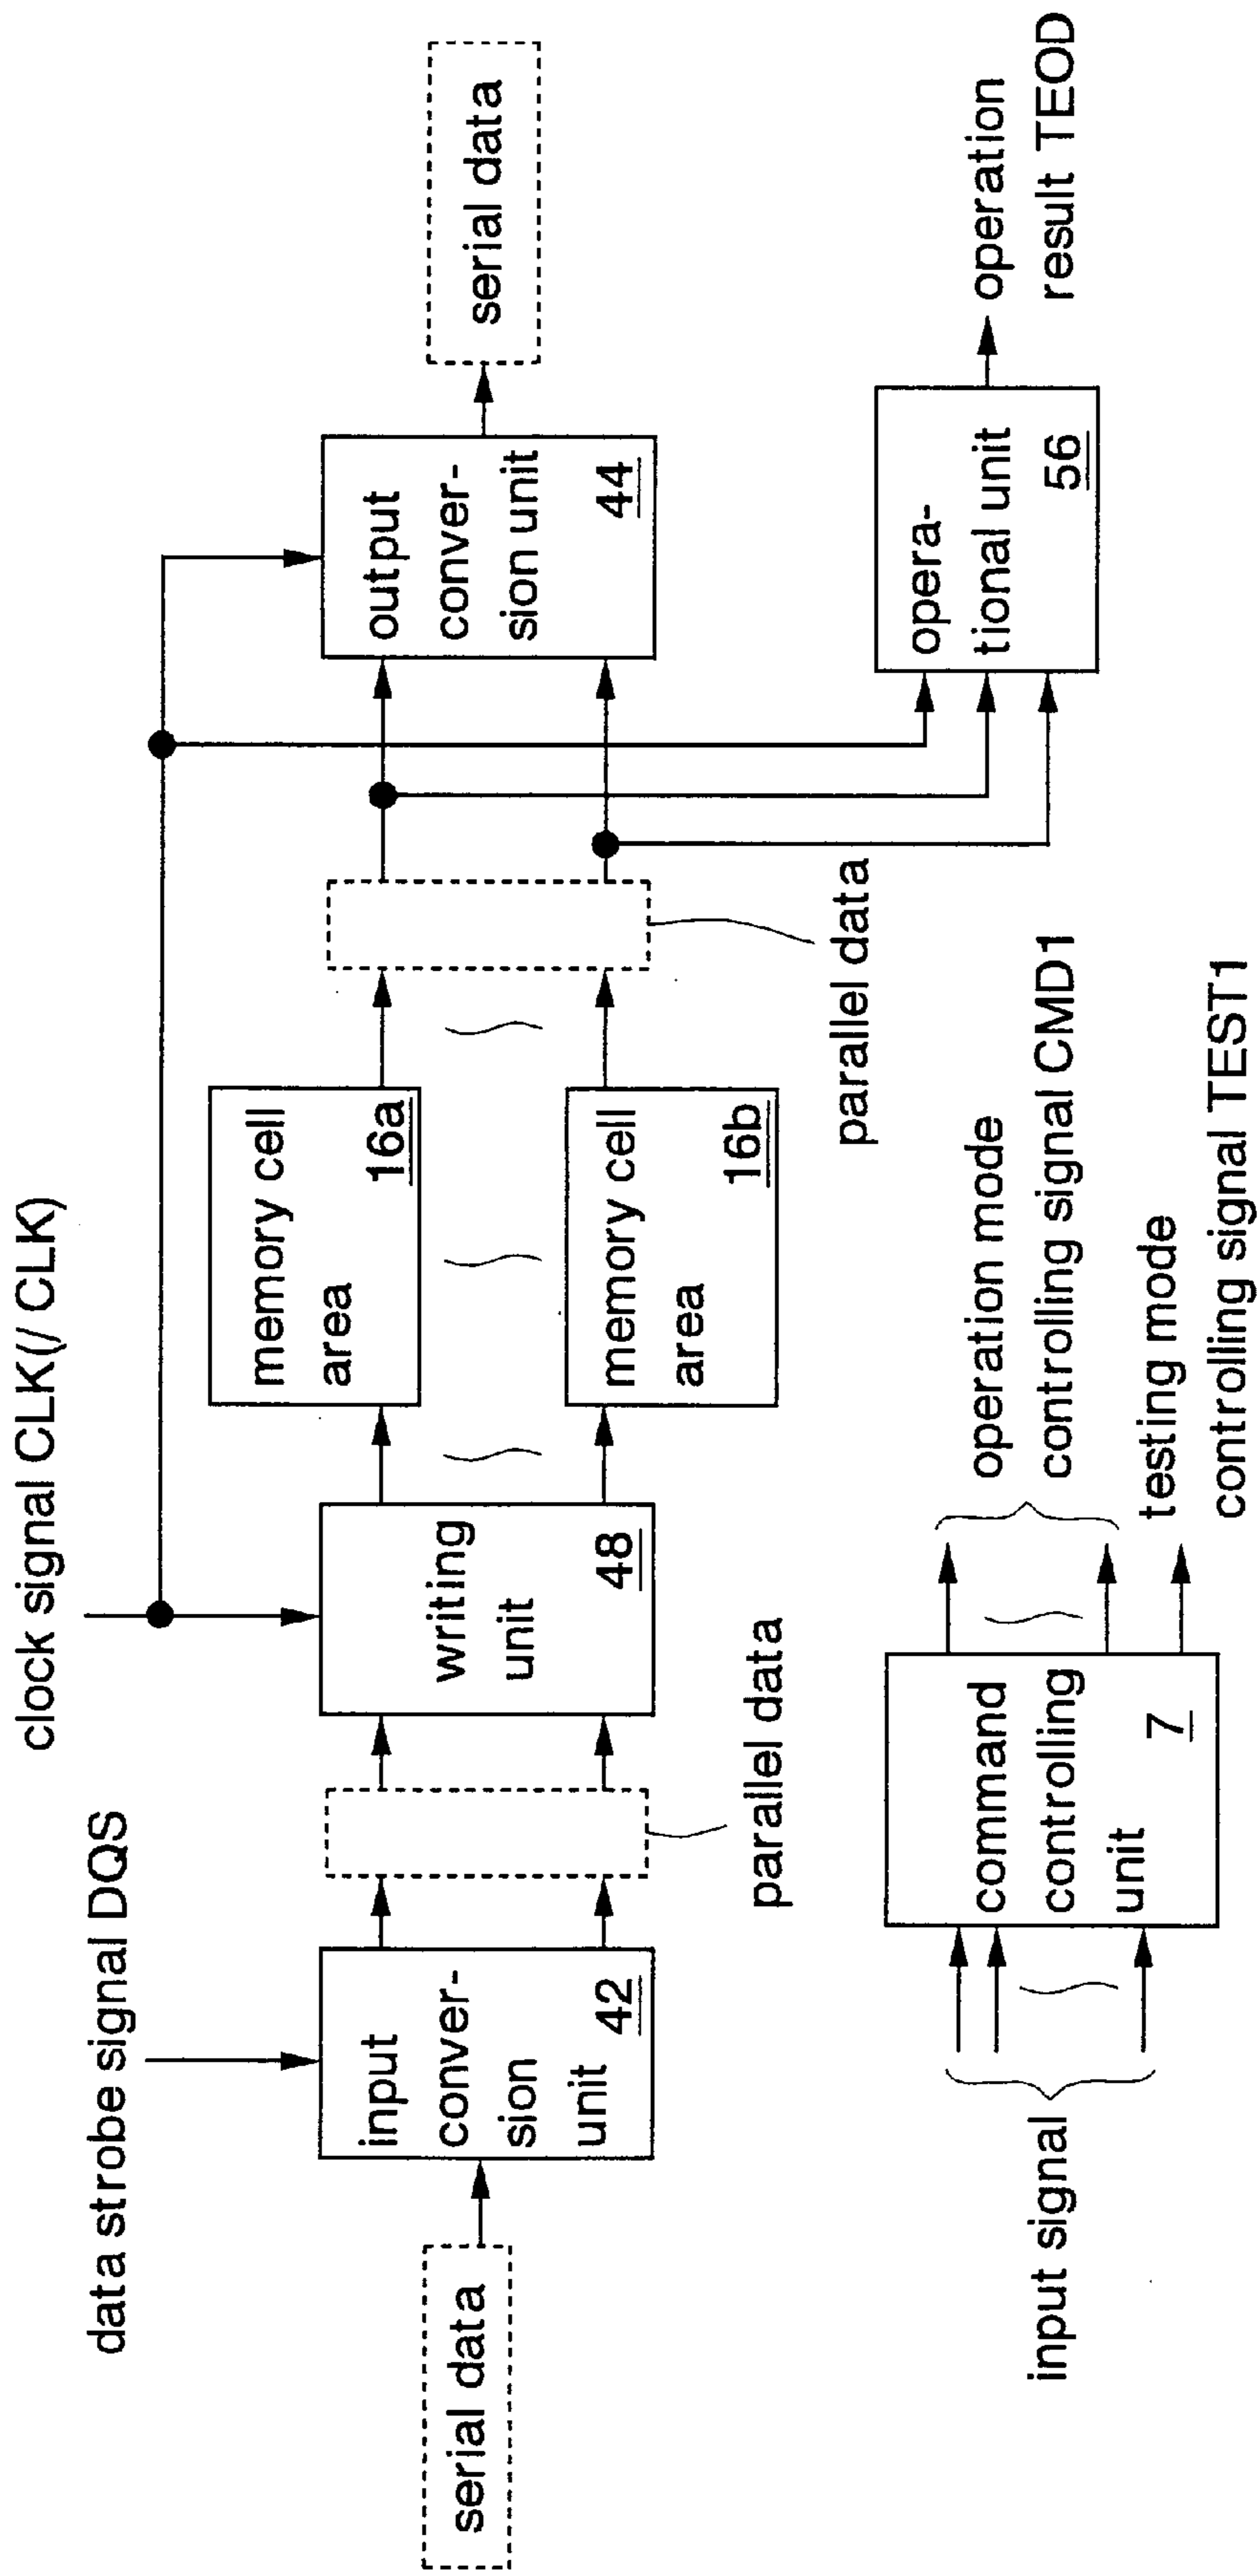 clock signal CLK(/ CLK)
data strobe signal DQS
serial data
input
conver-
sion
unit
42
parallel data
writing
unit
48
memory cell
area
16a
memory cell
area
16b
parallel data
output
conver-
sion unit
44
serial data
opera-
tional unit
56
operation
result TEOD
input signal
command
controlling
unit
7
operation mode
controlling signal CMD1
testing mode
controlling signal TEST1